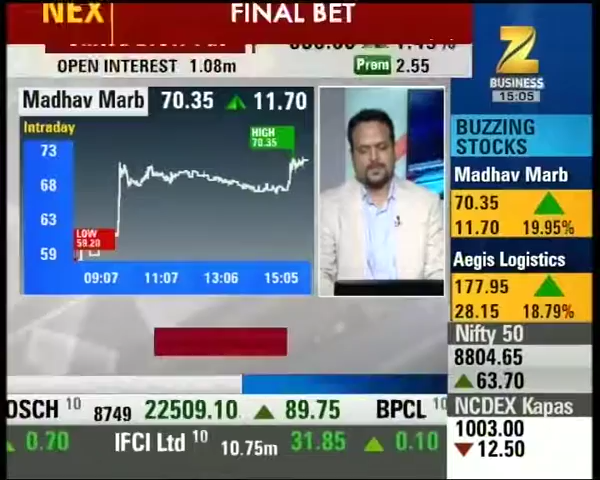 NEX
FINAL BET
1.15%
OPEN INTEREST 1.08m
Prem 2.55
Z
BUSINESS
15:05
Madhav Marb 70.35 11.70
Intraday
HIGH
70.35
73
68
63
59
LOW
59.20
09:07 11:07 13:06 15:05
BUZZING
STOCKS
Madhav Marb
70.35
11.70 19.95%
Aegis Logistics
177.95
28.15 18.79%
Nifty 50
8804.65
63.70
NCDEX Kapas
1003.00
12.50
OSCH 10 8749 22509.10 89.75 BPCL 10
0.70 IFCI Ltd 10 10.75m 31.85 0.10